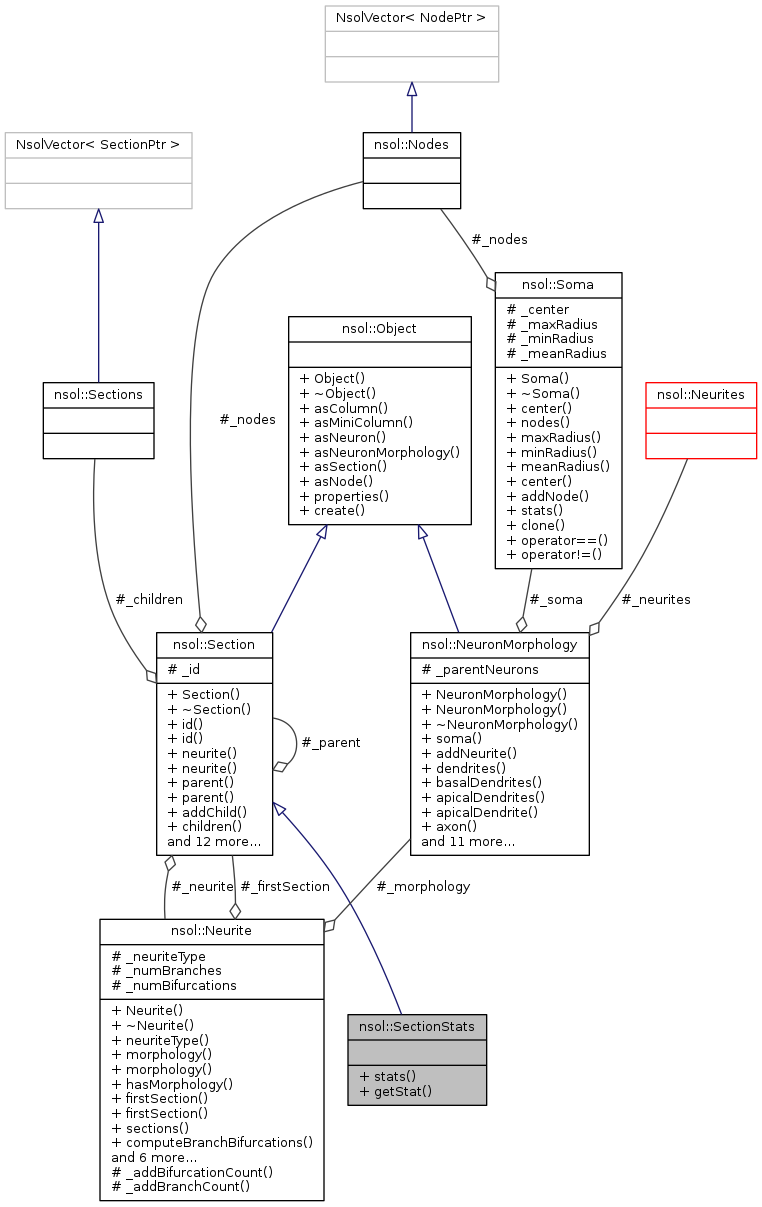 NsolVector< NodePtr >
NsolVector< SectionPtr >
nsol::Nodes
#_nodes
nsol::Soma
# _center
# _maxRadius
# _minRadius
# _meanRadius
+ Soma()
+ ~Soma()
+ center()
+ nodes()
+ maxRadius()
+ minRadius()
+ meanRadius()
+ center()
+ addNode()
+ stats()
+ clone()
+ operator==()
+ operator!=()
nsol::Object
+ Object()
+ ~Object()
+ asColumn()
+ asMiniColumn()
+ asNeuron()
+ asNeuronMorphology()
+ asSection()
+ asNode()
+ properties()
+ create()
nsol::Sections
nsol::Neurites
#_nodes
#_children
#_soma
#_neurites
nsol::Section
# _id
+ Section()
+ ~Section()
+ id()
+ id()
+ neurite()
+ neurite()
+ parent()
+ parent()
+ addChild()
+ children()
and 12 more...
#_parent
nsol::NeuronMorphology
# _parentNeurons
+ NeuronMorphology()
+ NeuronMorphology()
+ ~NeuronMorphology()
+ soma()
+ addNeurite()
+ dendrites()
+ basalDendrites()
+ apicalDendrites()
+ apicalDendrite()
+ axon()
and 11 more...
#_neurite
#_firstSection
#_morphology
nsol::Neurite
# _neuriteType
# _numBranches
# _numBifurcations
+ Neurite()
+ ~Neurite()
+ neuriteType()
+ morphology()
+ morphology()
+ hasMorphology()
+ firstSection()
+ firstSection()
+ sections()
+ computeBranchBifurcations()
and 6 more...
# _addBifurcationCount()
# _addBranchCount()
nsol::SectionStats
+ stats()
+ getStat()